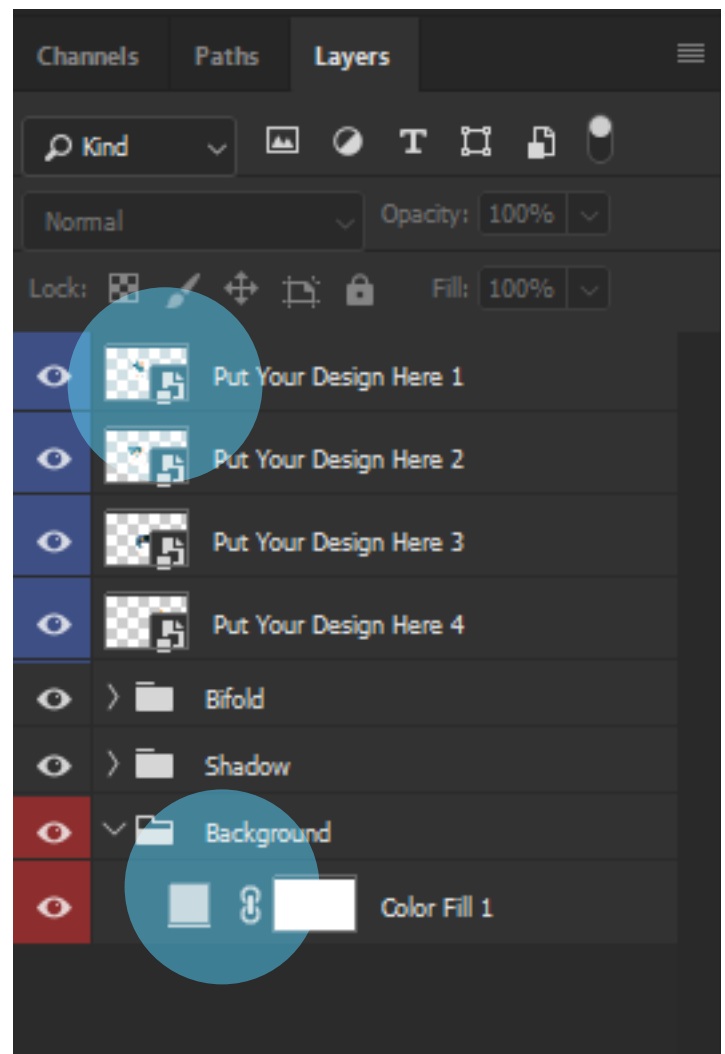 Channels Paths Layers
Kind T
Normal Opacity: 100%
Lock: Fill: 100%
Put Your Design Here 1
Put Your Design Here 2
Put Your Design Here 3
Put Your Design Here 4
Bifold
Shadow
Background
Color Fill 1